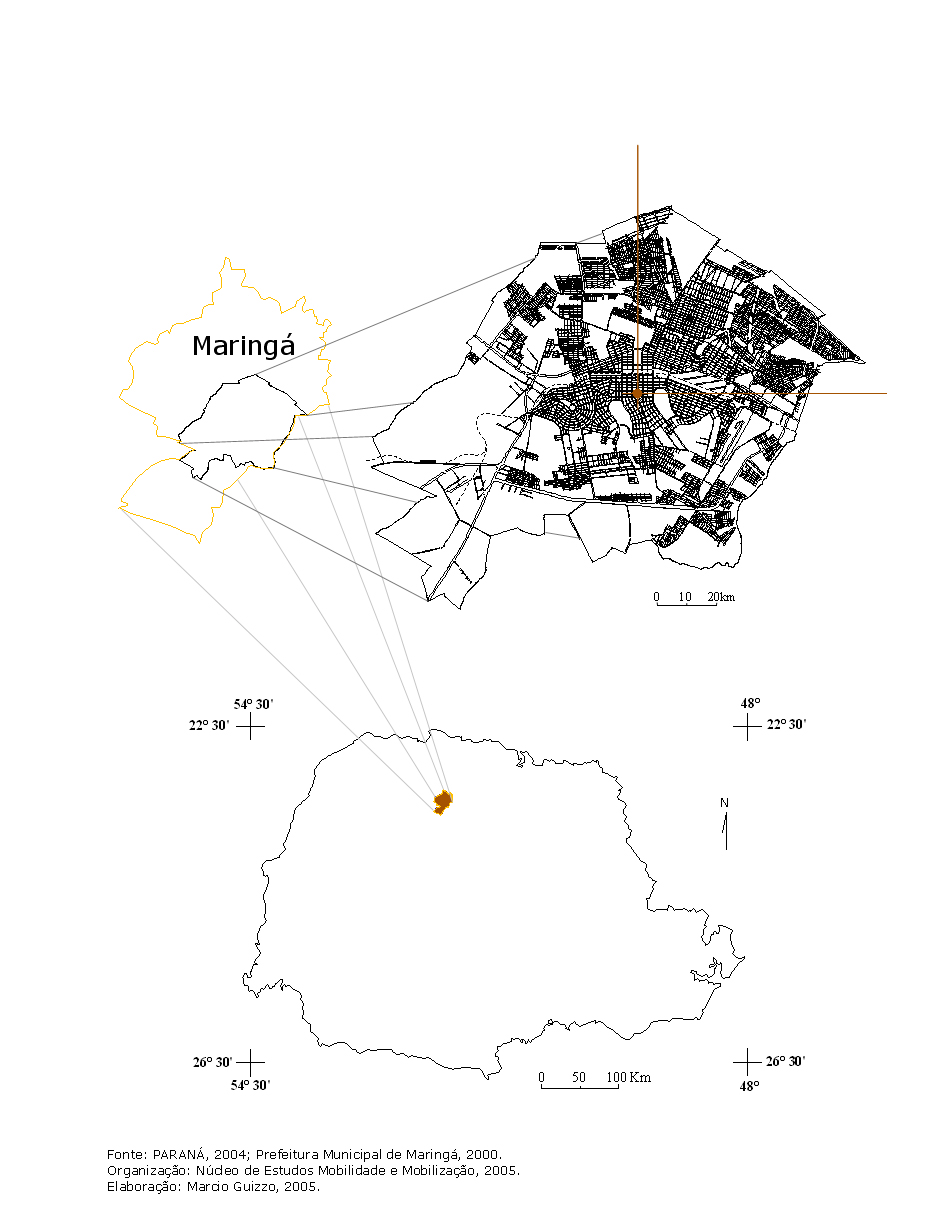 Maringá
0 10 20km
54° 30'
48°
22° 30'
22° 30'
N
26° 30'
26° 30'
54° 30'
48°
0 50 100 Km
Fonte: PARANÁ, 2004; Prefeitura Municipal de Maringá, 2000.
Organização: Núcleo de Estudos Mobilidade e Mobilização, 2005.
Elaboração: Marcio Guizzo, 2005.